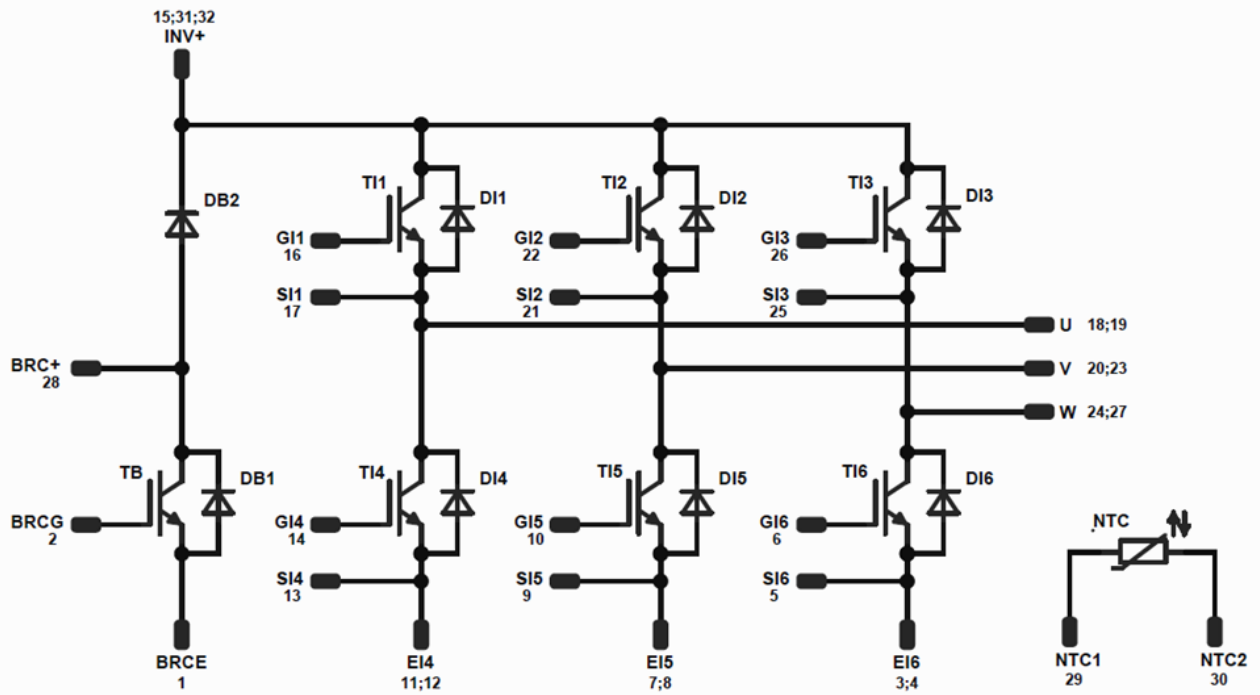 15;31;32
INV+
DB2
TI1
DI1
TI2
DI2
TI3
DI3
GI1
16
GI2
22
GI3
26
SI1
17
SI2
21
SI3
25
U 18;19
BRC+
28
V 20;23
W 24;27
TB
DB1
TI4
DI4
TI5
DI5
TI6
DI6
BRCG
2
GI4
14
GI5
10
GI6
6
NTC
SI4
13
SI5
9
SI6
5
BRCE
1
EI4
11;12
EI5
7;8
EI6
3;4
NTC1
29
NTC2
30